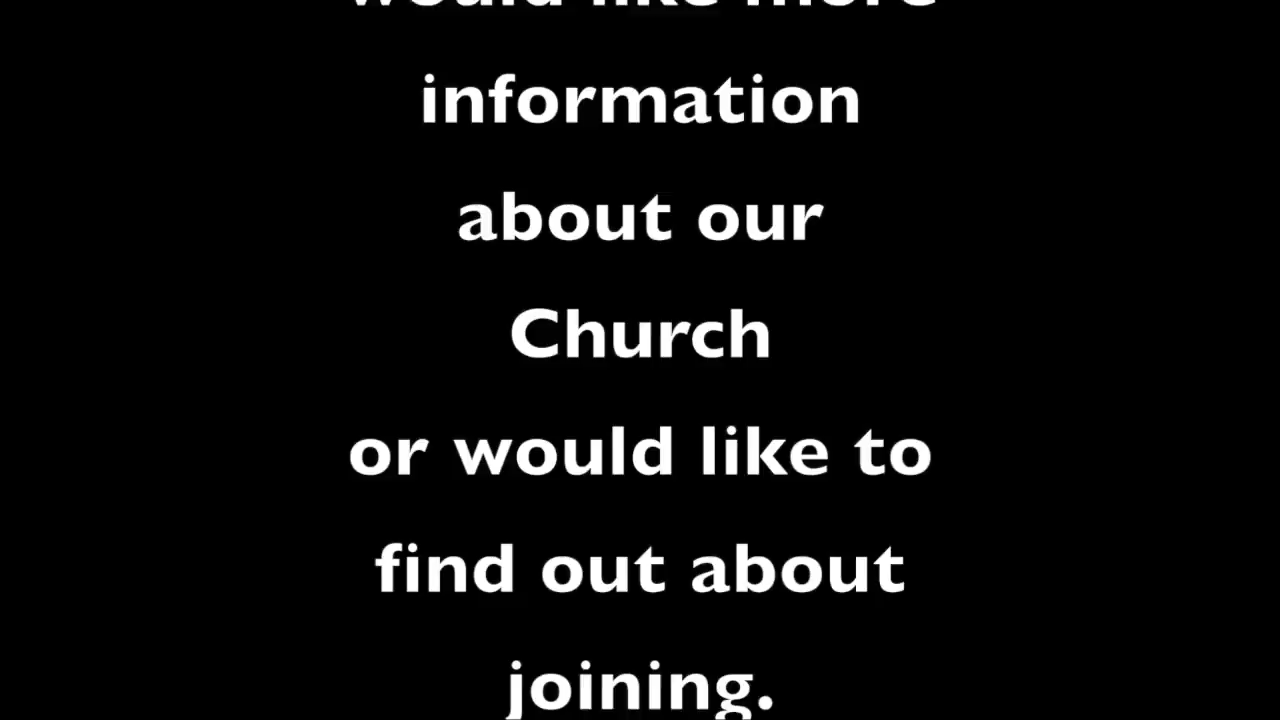 would like more
information
about our
Church
or would like to
find out about
joining.